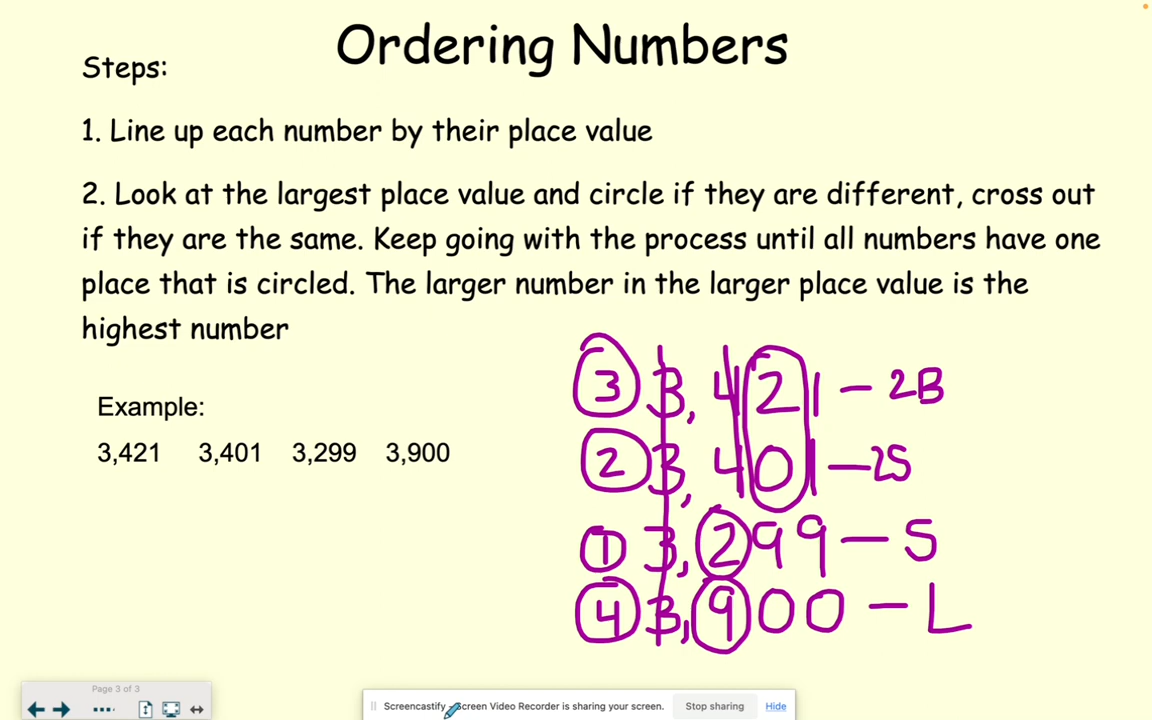 Ordering Numbers
Steps:
1. Line up each number by their place value
2. Look at the largest place value and circle if they are different, cross out
if they are the same. Keep going with the process until all numbers have one
place that is circled. The larger number in the larger place value is the
highest number
Example:
3,421 3,401 3,299 3,900
3 3,421 - 2B
2 3,401 - 2S
1 3,299 - S
4 3,900 - L
Page 3 of 3
Screencastify - Screen Video Recorder is sharing your screen. Stop sharing Hide